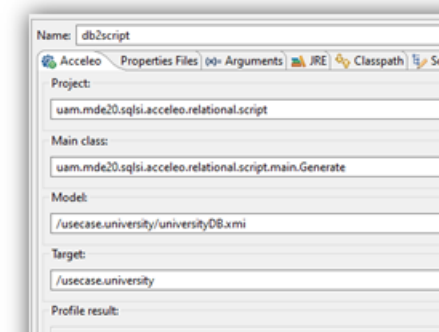 Name: db2script
Acceleo Properties Files (x)= Arguments JRE Classpath
Project:
uam.mde20.sqlsi.acceleo.relational.script
Main class:
uam.mde20.sqlsi.acceleo.relational.script.main.Generate
Model:
/usecase.university/universityDB.xmi
Target:
/usecase.university
Profile result: